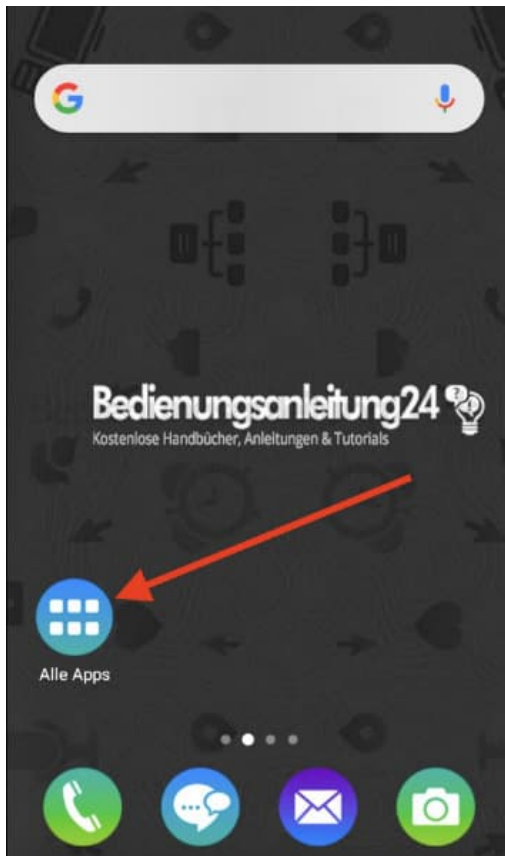 Bedienungsanleitung24
Kostenlose Handbücher, Anleitungen & Tutorials
Alle Apps